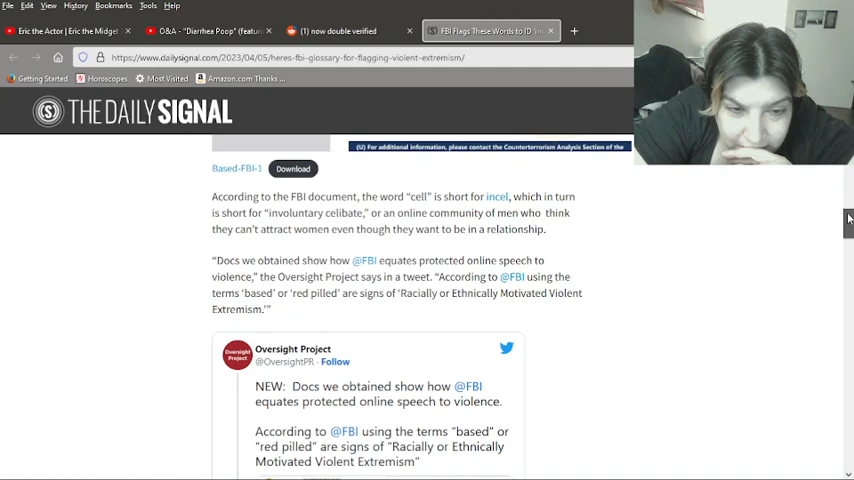 File Edit View History Bookmarks Tools Help
Eric the Actor | Eric the Midget
O&A - "Diarrhea Poop" (featur
(1) now double verified
FBI Flags These Words to ID 'In
https://www.dailysignal.com/2023/04/05/heres-fbi-glossary-for-flagging-violent-extremism/
Getting Started Horoscopes Most Visited Amazon.com Thanks ...
THE DAILY SIGNAL
(U) For additional information, please contact the Counterterrorism Analysis Section of the
Based-FBI-1 Download
According to the FBI document, the word “cell” is short for incel, which in turn
is short for “involuntary celibate,” or an online community of men who think
they can’t attract women even though they want to be in a relationship.
“Docs we obtained show how @FBI equates protected online speech to
violence,” the Oversight Project says in a tweet. “According to @FBI using the
terms ‘based’ or ‘red pilled’ are signs of ‘Racially or Ethnically Motivated Violent
Extremism.’”
Oversight Project
Oversight Project
@OversightPR · Follow
NEW: Docs we obtained show how @FBI
equates protected online speech to violence.
According to @FBI using the terms “based” or
“red pilled” are signs of "Racially or Ethnically
Motivated Violent Extremism"